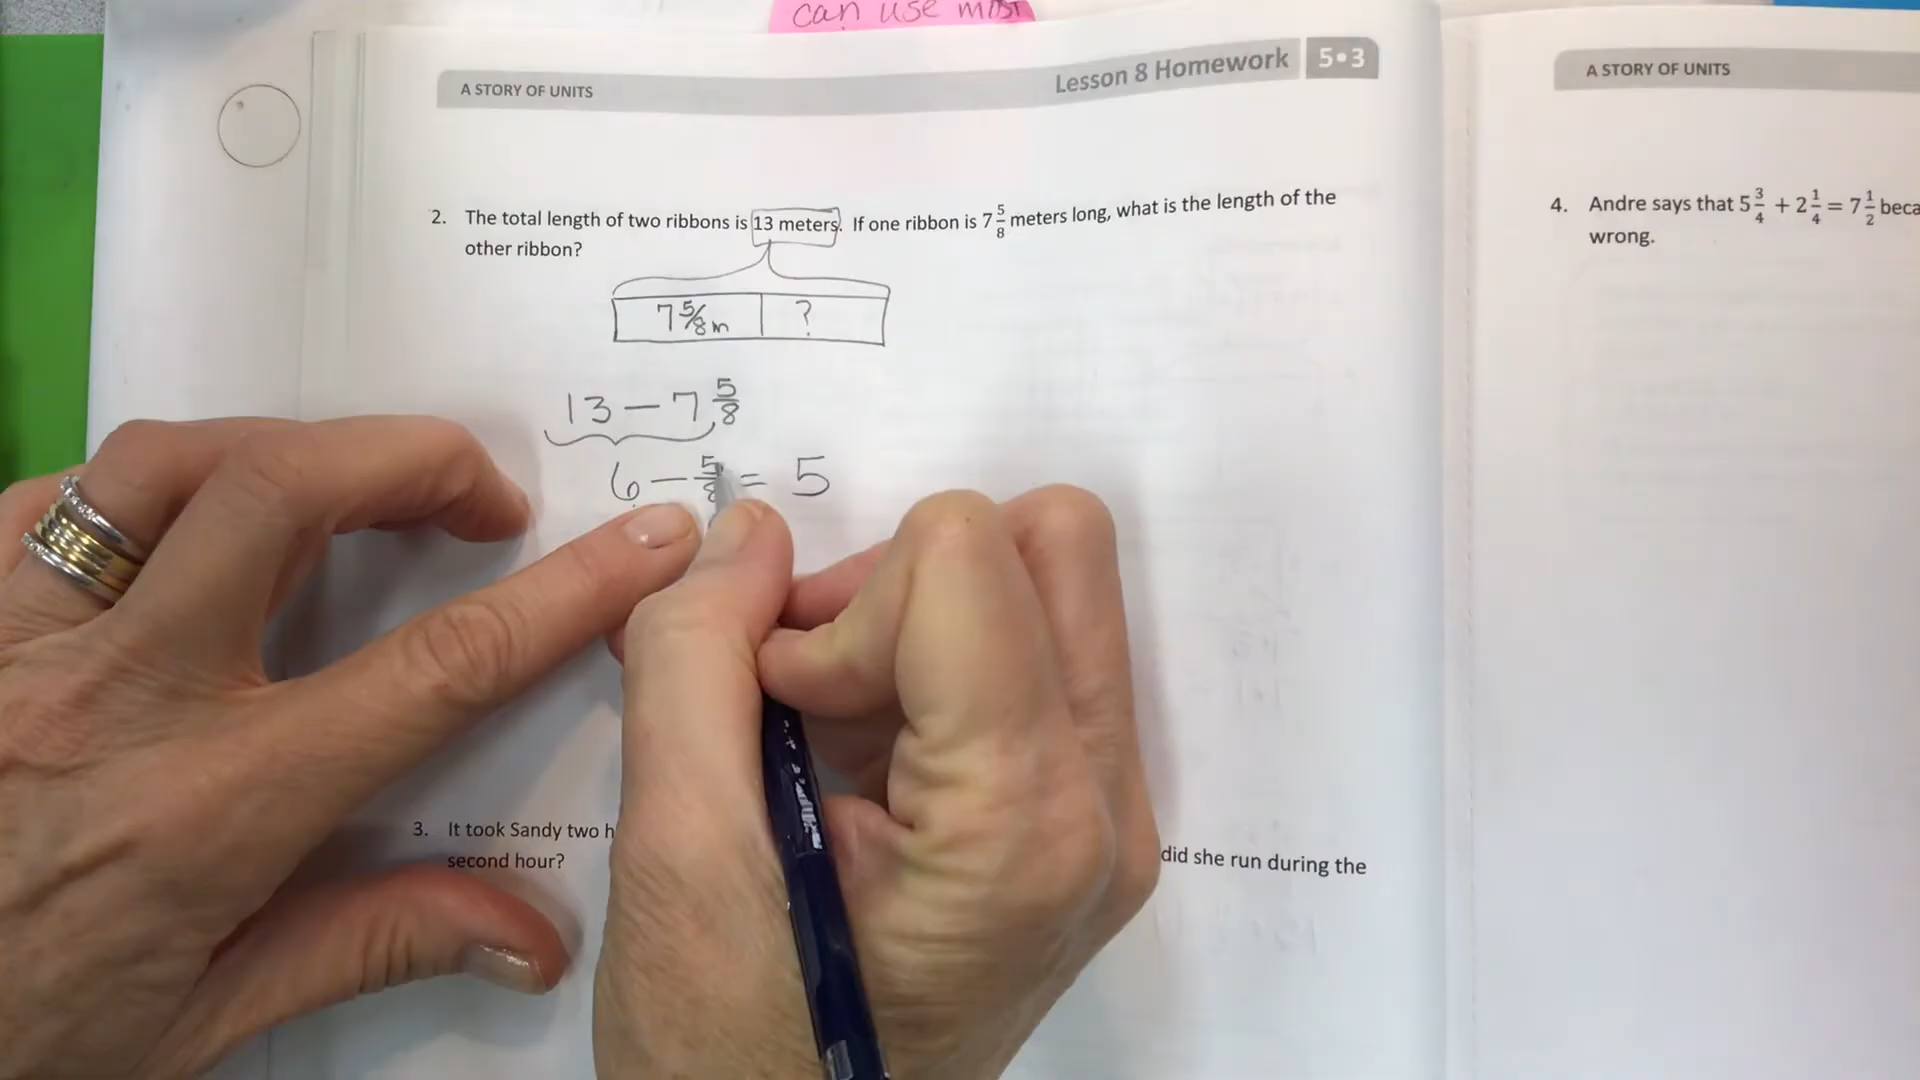 can use most
A STORY OF UNITS
Lesson 8 Homework 5•3
2. The total length of two ribbons is 13 meters. If one ribbon is 7 5/8 meters long, what is the length of the
other ribbon?
7 5/8 m ?
13 – 7 5/8
6 – 5/8 = 5
3. It took Sandy two h
did she run during the
second hour?
A STORY OF UNITS
4. Andre says that 5 3/4 + 2 1/4 = 7 1/2 beca
wrong.